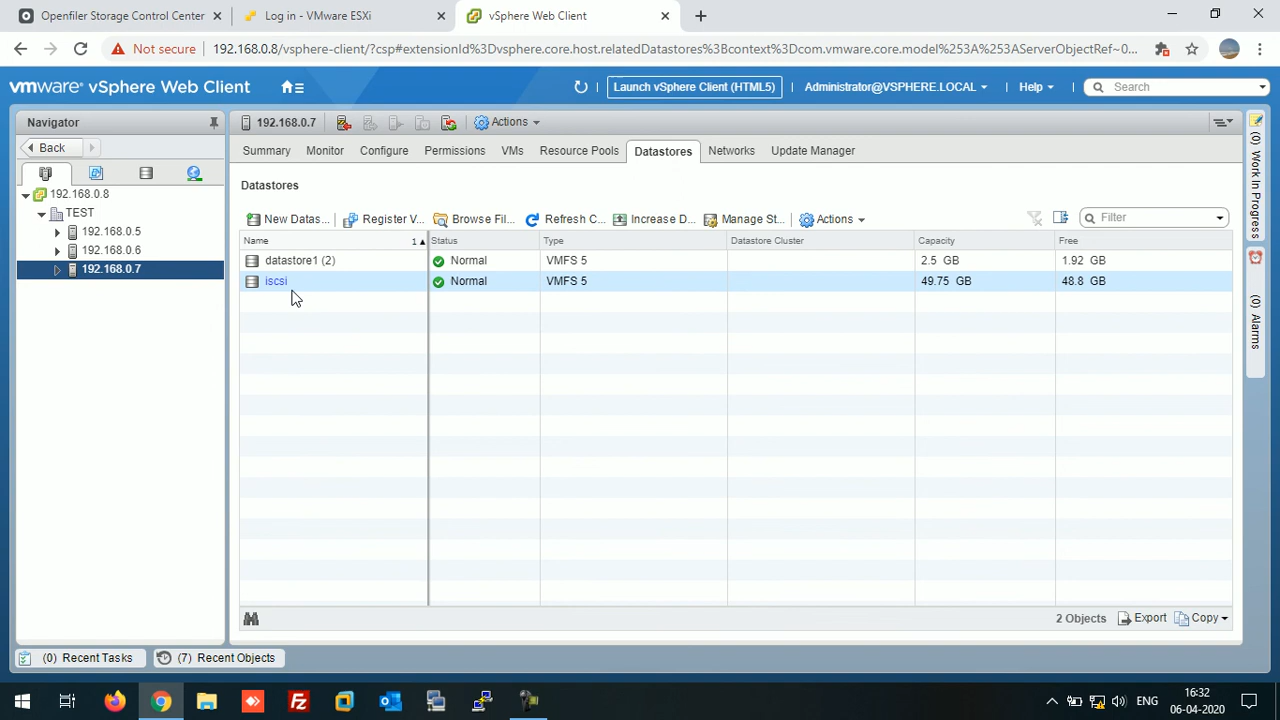 Openfiler Storage Control Center
Log in - VMware ESXi
vSphere Web Client
Not secure
192.168.0.8/vsphere-client/?csp#extensionId%3Dvsphere.core.host.relatedDatastores%3Bcontext%3Dcom.vmware.core.model%253A%253AServerObjectRef~0...
vmware® vSphere Web Client
Launch vSphere Client (HTML5)
Administrator@VSPHERE.LOCAL
Help
Search
Navigator
Back
192.168.0.8
TEST
192.168.0.5
192.168.0.6
192.168.0.7
192.168.0.7
Actions
Summary Monitor Configure Permissions VMs Resource Pools Datastores Networks Update Manager
Datastores
New Datas... Register V... Browse Fil... Refresh C... Increase D... Manage St... Actions
Filter
Name 1 Status Type Datastore Cluster Capacity Free
datastore1 (2) Normal VMFS 5 2.5 GB 1.92 GB
iscsi Normal VMFS 5 49.75 GB 48.8 GB
2 Objects Export Copy
(0) Work In Progress
(0) Alarms
(0) Recent Tasks (7) Recent Objects
ENG
16:32
06-04-2020